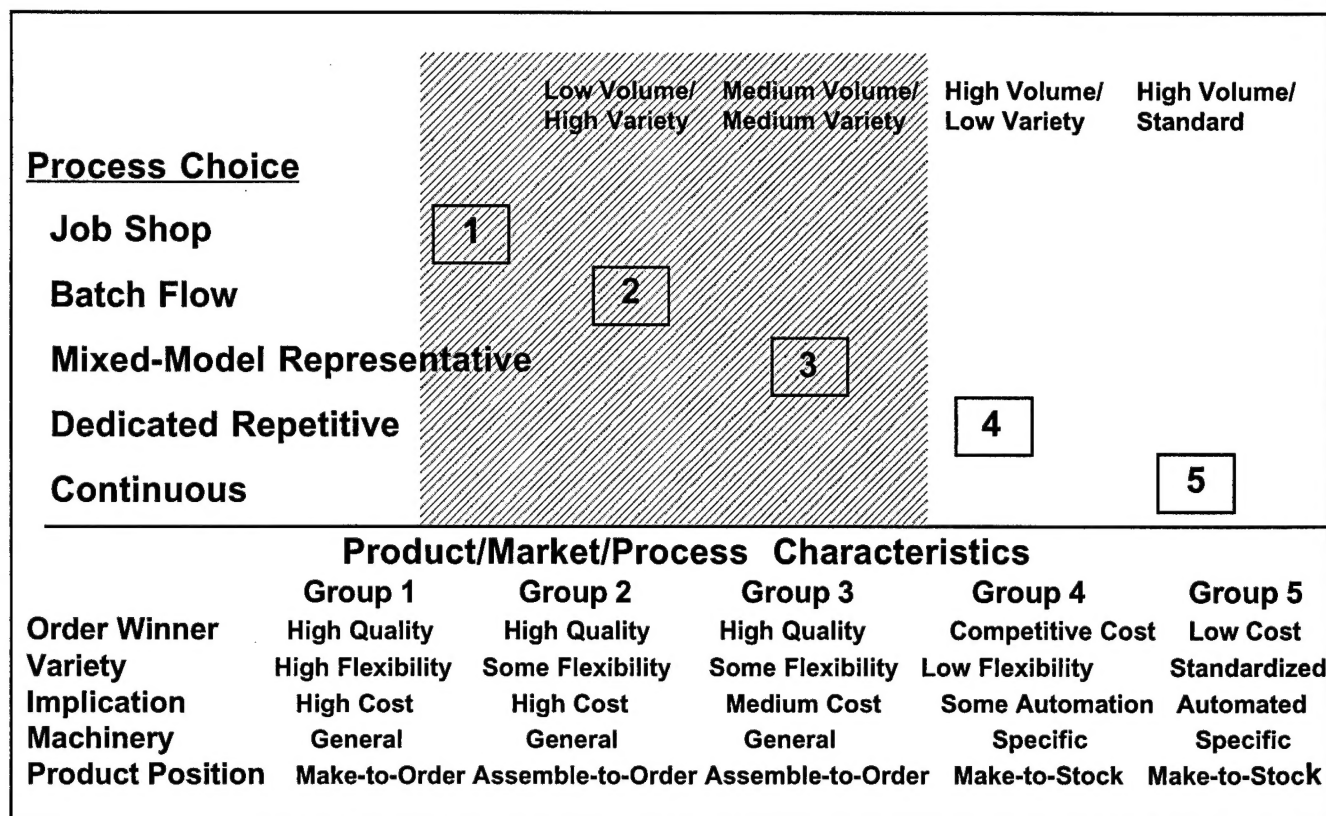 Low Volume/ Medium Volume/ High Volume/ High Volume/
High Variety Medium Variety Low Variety Standard
Process Choice
Job Shop 1
Batch Flow 2
Mixed-Model Representative 3
Dedicated Repetitive 4
Continuous 5
Product/Market/Process Characteristics
Group 1 Group 2 Group 3 Group 4 Group 5
Order Winner High Quality High Quality High Quality Competitive Cost Low Cost
Variety High Flexibility Some Flexibility Some Flexibility Low Flexibility Standardized
Implication High Cost High Cost Medium Cost Some Automation Automated
Machinery General General General Specific Specific
Product Position Make-to-Order Assemble-to-Order Assemble-to-Order Make-to-Stock Make-to-Stock